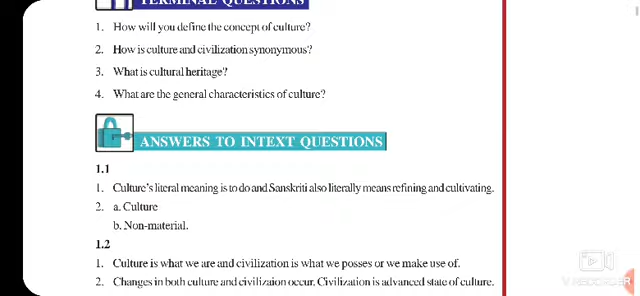 TERMINAL QUESTIONS
1. How will you define the concept of culture?
2. How is culture and civilization synonymous?
3. What is cultural heritage?
4. What are the general characteristics of culture?
ANSWERS TO INTEXT QUESTIONS
1.1
1. Culture's literal meaning is to do and Sanskriti also literally means refining and cultivating.
2. a. Culture
b. Non-material.
1.2
1. Culture is what we are and civilization is what we posses or we make use of.
2. Changes in both culture and civilizaion occur. Civilization is advanced state of culture.